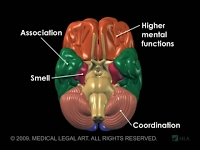 Association
Higher
mental
functions
Smell
Coordination
© 2009. MEDICAL LEGAL ART. ALL RIGHTS RESERVED.